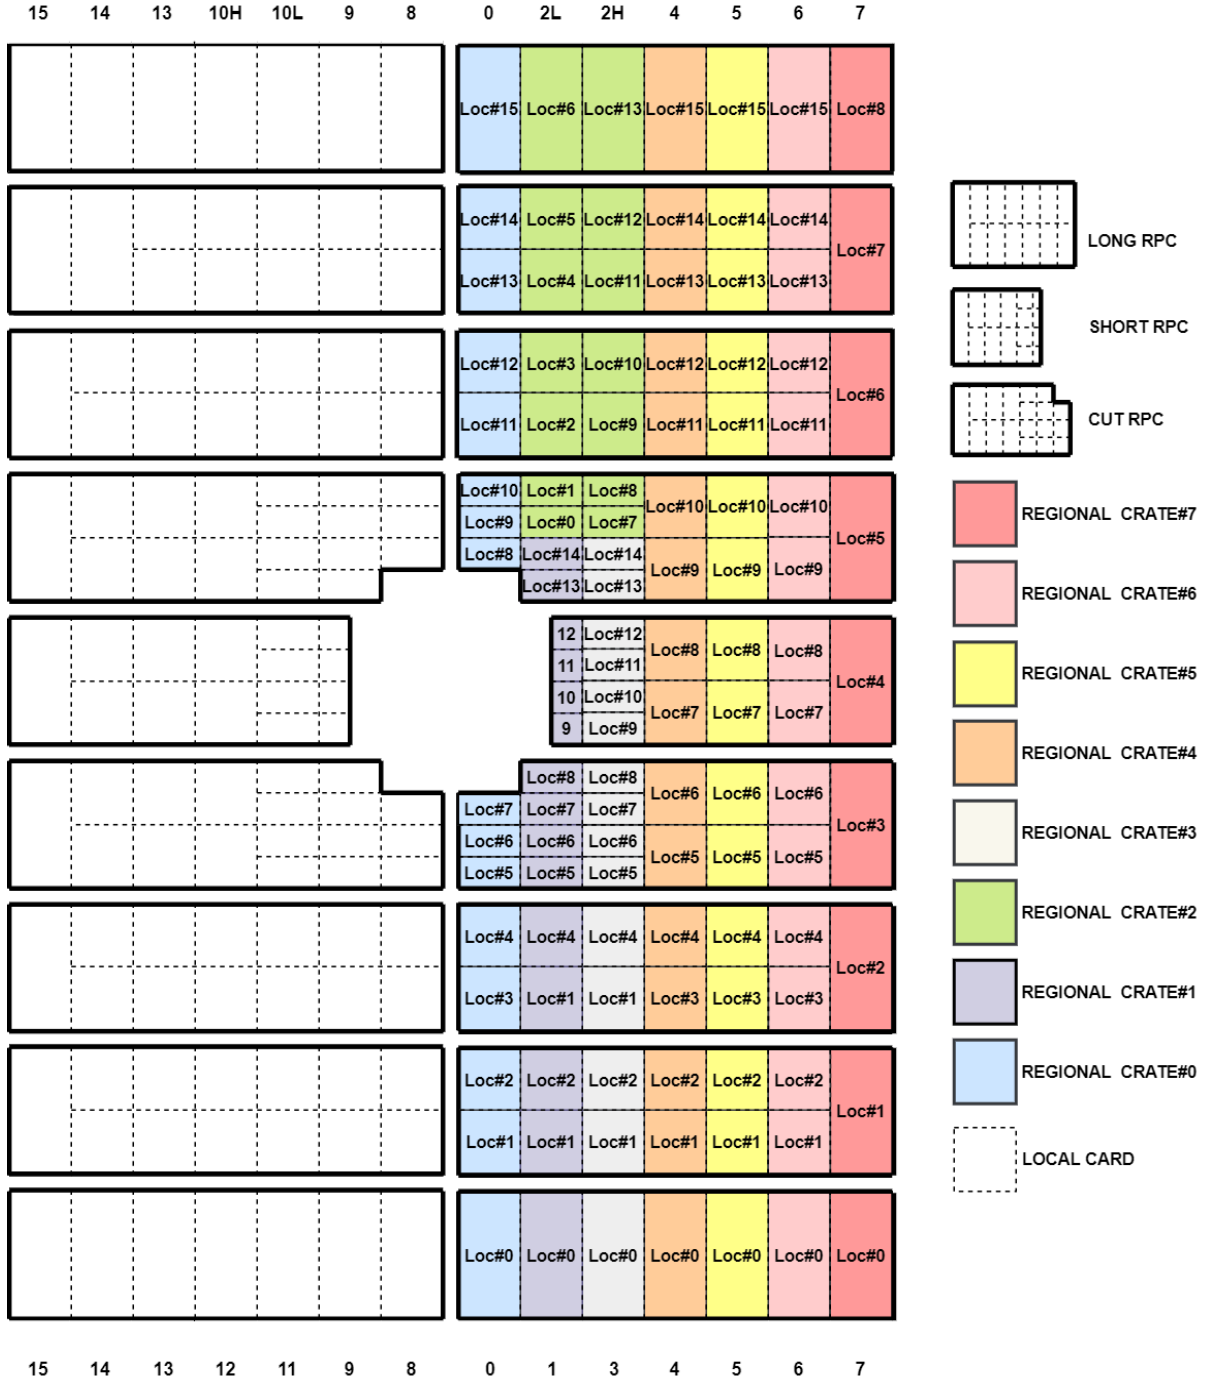 15 14 13 10H 10L 9 8 0 2L 2H 4 5 6 7
Loc#15 Loc#6 Loc#13 Loc#15 Loc#15 Loc#15 Loc#8
Loc#14 Loc#5 Loc#12 Loc#14 Loc#14 Loc#14
Loc#7
Loc#13 Loc#4 Loc#11 Loc#13 Loc#13 Loc#13
Loc#12 Loc#3 Loc#10 Loc#12 Loc#12 Loc#12
Loc#6
Loc#11 Loc#2 Loc#9 Loc#11 Loc#11 Loc#11
Loc#10 Loc#1 Loc#8
Loc#10 Loc#10 Loc#10
Loc#9 Loc#0 Loc#7
Loc#5
Loc#8 Loc#14 Loc#14
Loc#9 Loc#9 Loc#9
Loc#13 Loc#13
12 Loc#12
Loc#8 Loc#8 Loc#8
11 Loc#11
Loc#4
10 Loc#10
Loc#7 Loc#7 Loc#7
9 Loc#9
Loc#8 Loc#8
Loc#6 Loc#6 Loc#6
Loc#7 Loc#7 Loc#7
Loc#3
Loc#6 Loc#6 Loc#6
Loc#5 Loc#5 Loc#5
Loc#5 Loc#5 Loc#5
Loc#4 Loc#4 Loc#4 Loc#4 Loc#4 Loc#4
Loc#2
Loc#3 Loc#1 Loc#1 Loc#3 Loc#3 Loc#3
Loc#2 Loc#2 Loc#2 Loc#2 Loc#2 Loc#2
Loc#1
Loc#1 Loc#1 Loc#1 Loc#1 Loc#1 Loc#1
Loc#0 Loc#0 Loc#0 Loc#0 Loc#0 Loc#0 Loc#0
15 14 13 12 11 9 8 0 1 3 4 5 6 7
LONG RPC
SHORT RPC
CUT RPC
REGIONAL CRATE#7
REGIONAL CRATE#6
REGIONAL CRATE#5
REGIONAL CRATE#4
REGIONAL CRATE#3
REGIONAL CRATE#2
REGIONAL CRATE#1
REGIONAL CRATE#0
LOCAL CARD